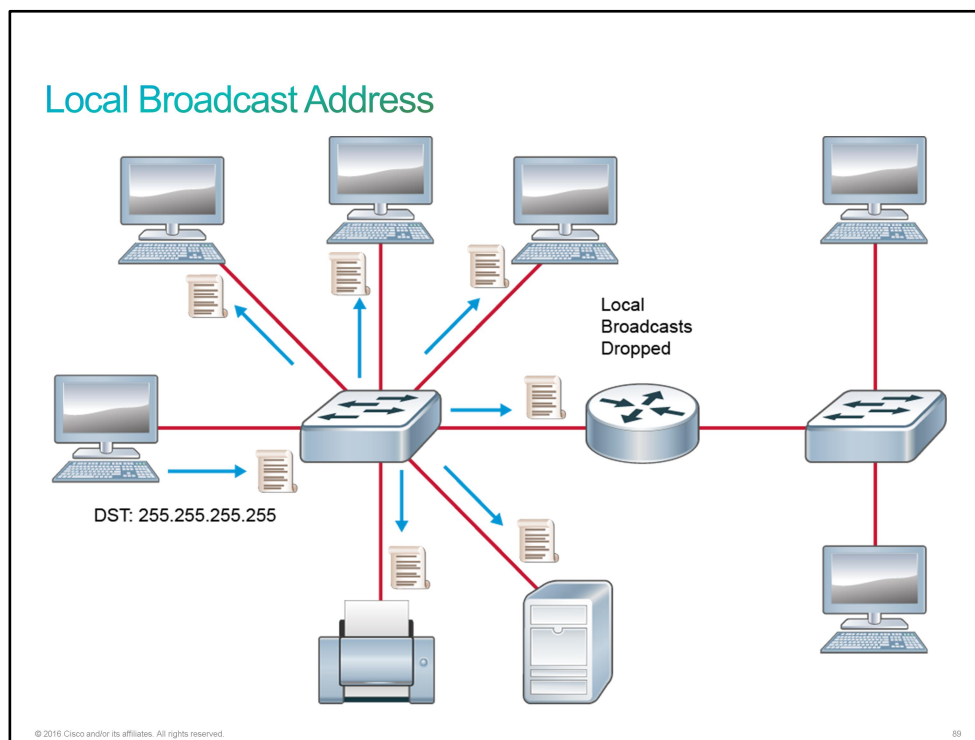 Local Broadcast Address
Local
Broadcasts
Dropped
DST: 255.255.255.255
© 2016 Cisco and/or its affiliates. All rights reserved.
89